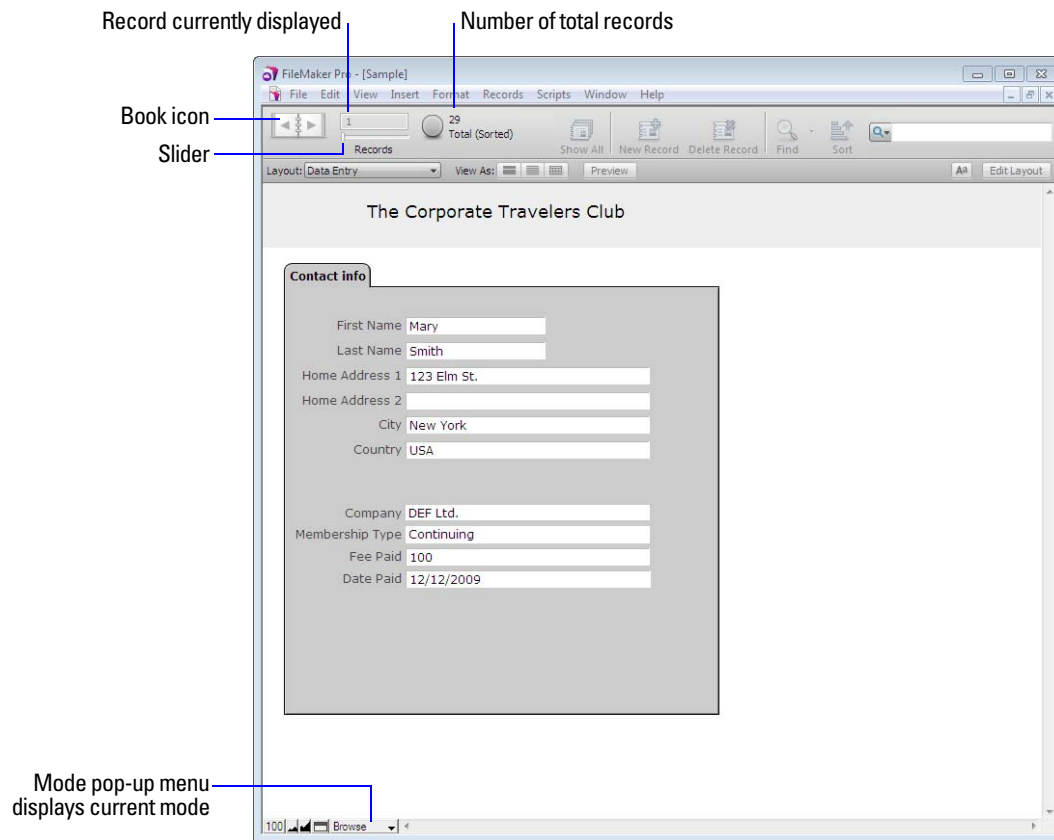 Record currently displayed
Number of total records
FileMaker Pro - [Sample]
File Edit View Insert Format Records Scripts Window Help
Book icon
1
29
Total (Sorted)
Slider
Records
Show All New Record Delete Record Find Sort
Layout: Data Entry View As: Preview Aa Edit Layout
The Corporate Travelers Club
Contact info
First Name Mary
Last Name Smith
Home Address 1 123 Elm St.
Home Address 2
City New York
Country USA
Company DEF Ltd.
Membership Type Continuing
Fee Paid 100
Date Paid 12/12/2009
Mode pop-up menu
displays current mode
100 Browse